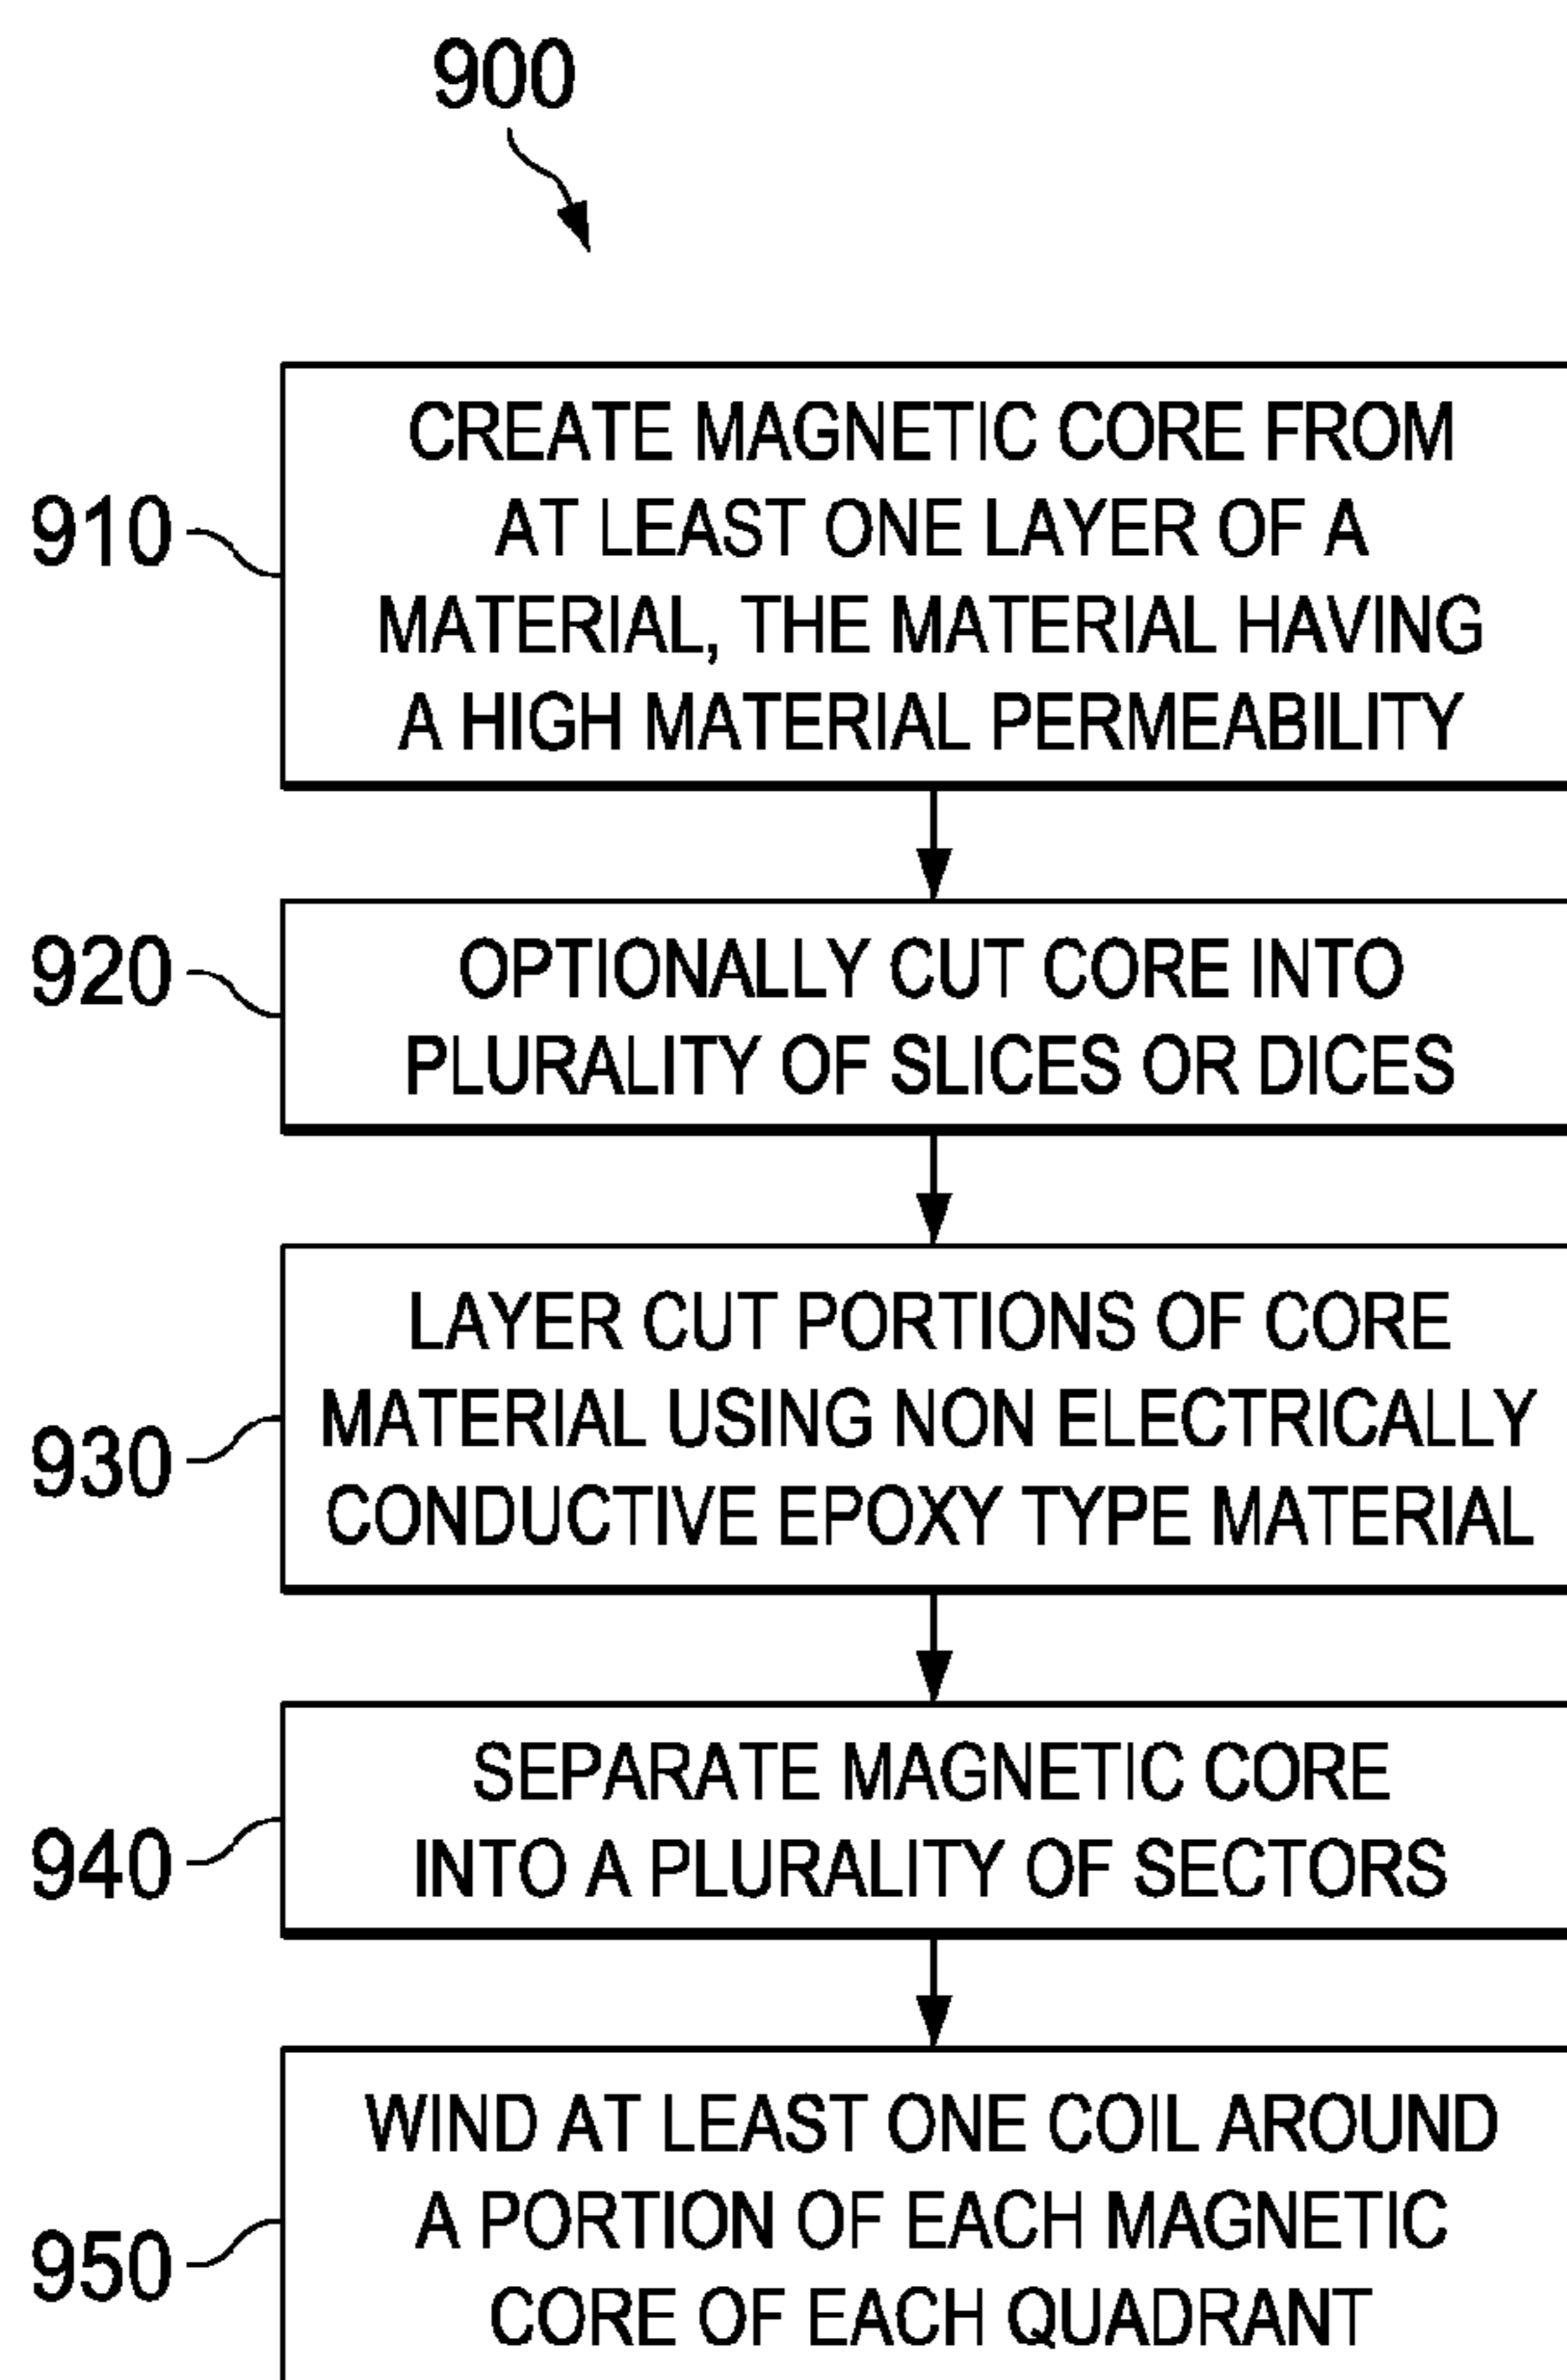 900
910
CREATE MAGNETIC CORE FROM
AT LEAST ONE LAYER OF A
MATERIAL, THE MATERIAL HAVING
A HIGH MATERIAL PERMEABILITY
920
OPTIONALLY CUT CORE INTO
PLURALITY OF SLICES OR DICES
930
LAYER CUT PORTIONS OF CORE
MATERIAL USING NON ELECTRICALLY
CONDUCTIVE EPOXY TYPE MATERIAL
940
SEPARATE MAGNETIC CORE
INTO A PLURALITY OF SECTORS
950
WIND AT LEAST ONE COIL AROUND
A PORTION OF EACH MAGNETIC
CORE OF EACH QUADRANT